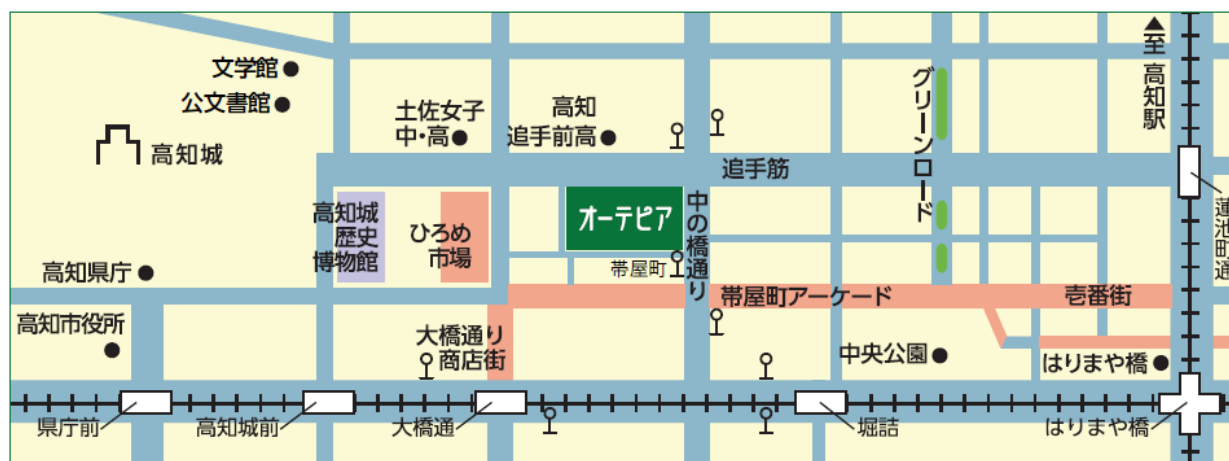 文学館
公文書館
高知城
土佐女子
中・高
高知
追手前高
グリーンロード
▲至 高知駅
追手筋
高知城
歴史
博物館
ひろめ
市場
オーテピア
中の橋通り
蓮池町通
高知県庁
帯屋町
帯屋町アーケード
壱番街
高知市役所
大橋通り
商店街
中央公園
はりまや橋
県庁前
高知城前
大橋通
堀詰
はりまや橋